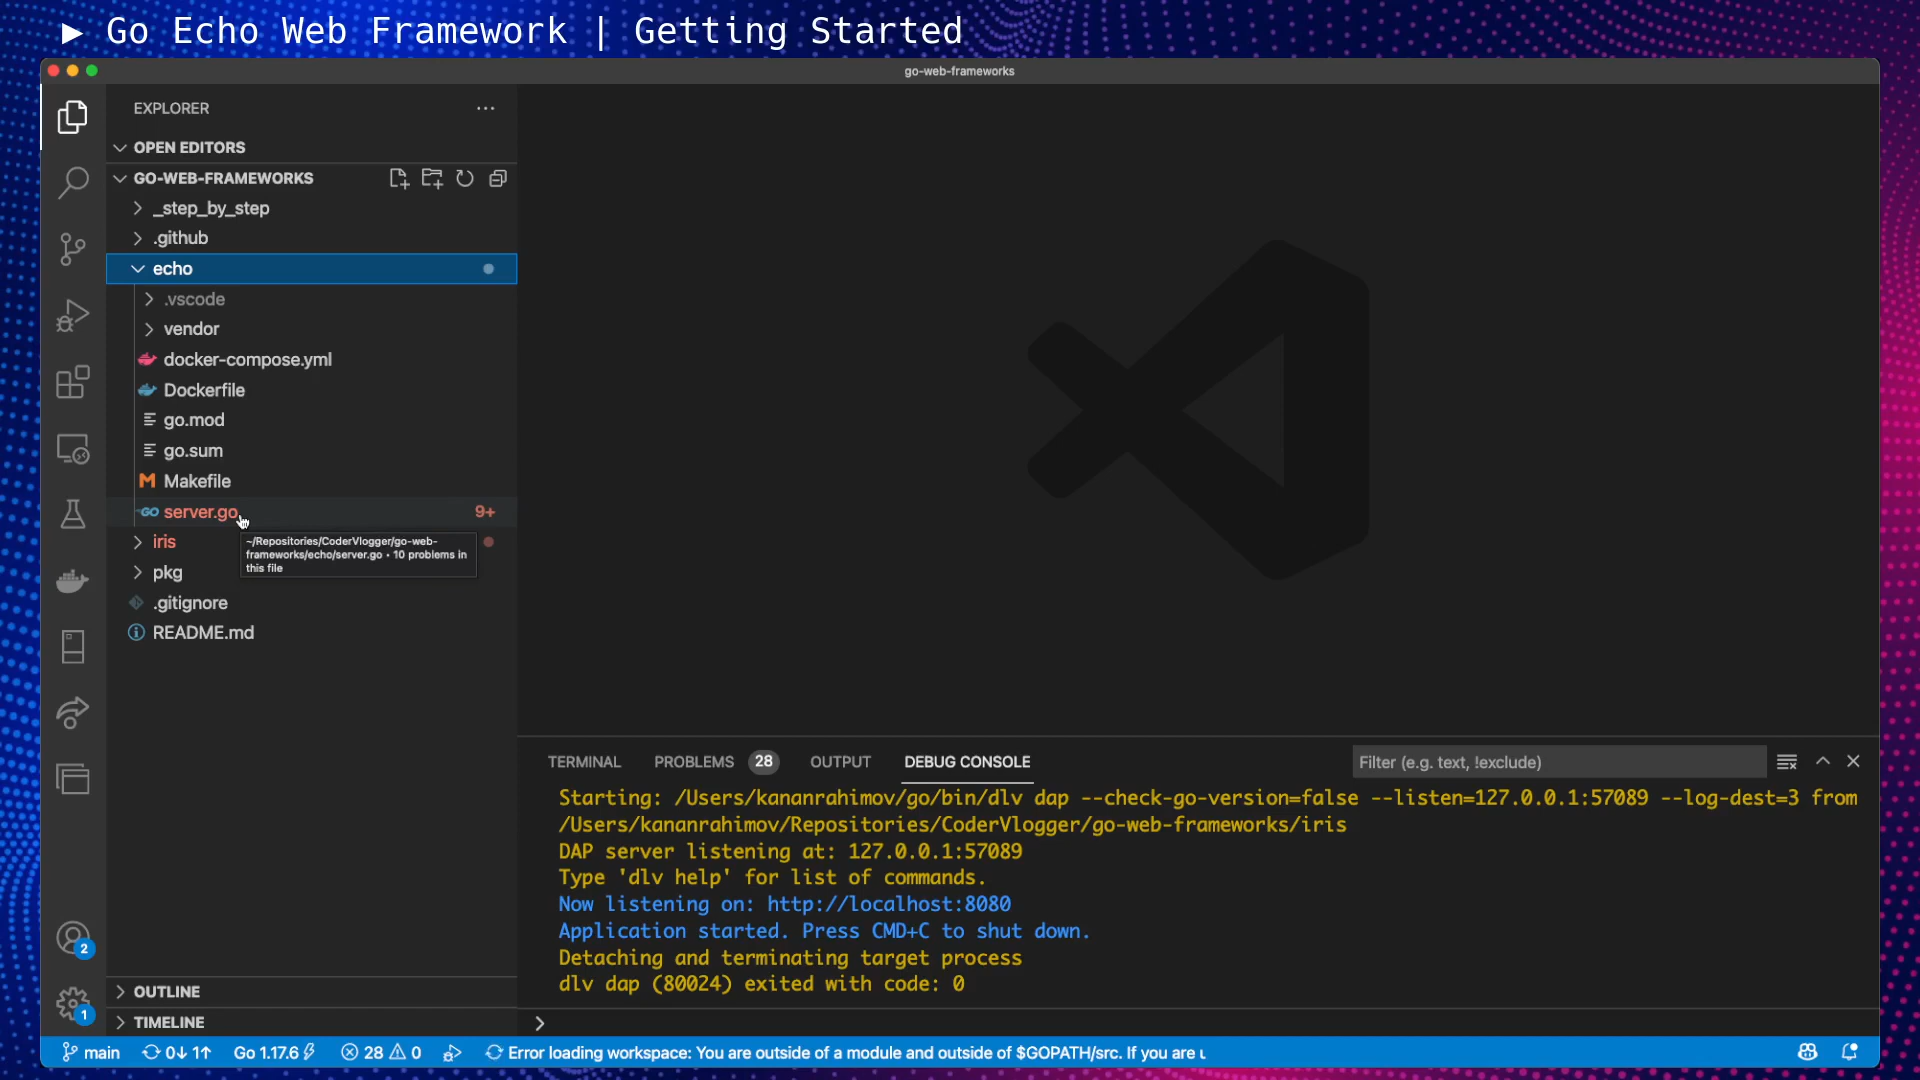 ▶ Go Echo Web Framework | Getting Started
go-web-frameworks
EXPLORER
OPEN EDITORS
GO-WEB-FRAMEWORKS
_step_by_step
.github
echo
.vscode
vendor
docker-compose.yml
Dockerfile
go.mod
go.sum
M Makefile
GO server.go 9+
~/Repositories/CoderVlogger/go-web-
frameworks/echo/server.go • 10 problems in
this file
iris
pkg
.gitignore
README.md
OUTLINE
TIMELINE
2
1
TERMINAL PROBLEMS 28 OUTPUT DEBUG CONSOLE Filter (e.g. text, !exclude)
Starting: /Users/kananrahimov/go/bin/dlv dap --check-go-version=false --listen=127.0.0.1:57089 --log-dest=3 from
/Users/kananrahimov/Repositories/CoderVlogger/go-web-frameworks/iris
DAP server listening at: 127.0.0.1:57089
Type 'dlv help' for list of commands.
Now listening on: http://localhost:8080
Application started. Press CMD+C to shut down.
Detaching and terminating target process
dlv dap (80024) exited with code: 0
main 0↓ 1↑ Go 1.17.6 28 0 Error loading workspace: You are outside of a module and outside of $GOPATH/src. If you are